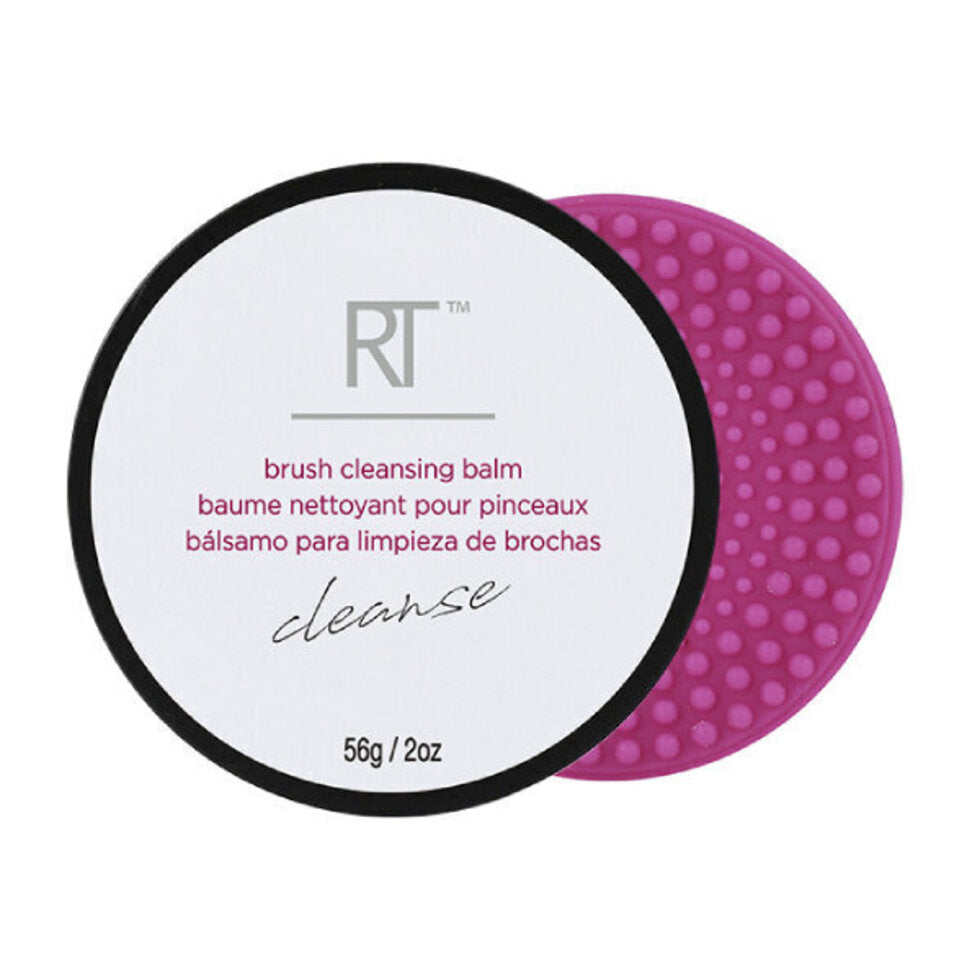 RT™
brush cleansing balm
baume nettoyant pour pinceaux
bálsamo para limpieza de brochas
cleanse
56g / 2oz